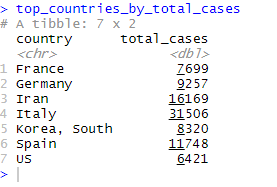 > top_countries_by_total_cases
# A tibble: 7 x 2
country total_cases
<chr> <dbl>
1 France 7699
2 Germany 9257
3 Iran 16169
4 Italy 31506
5 Korea, South 8320
6 Spain 11748
7 US 6421
>